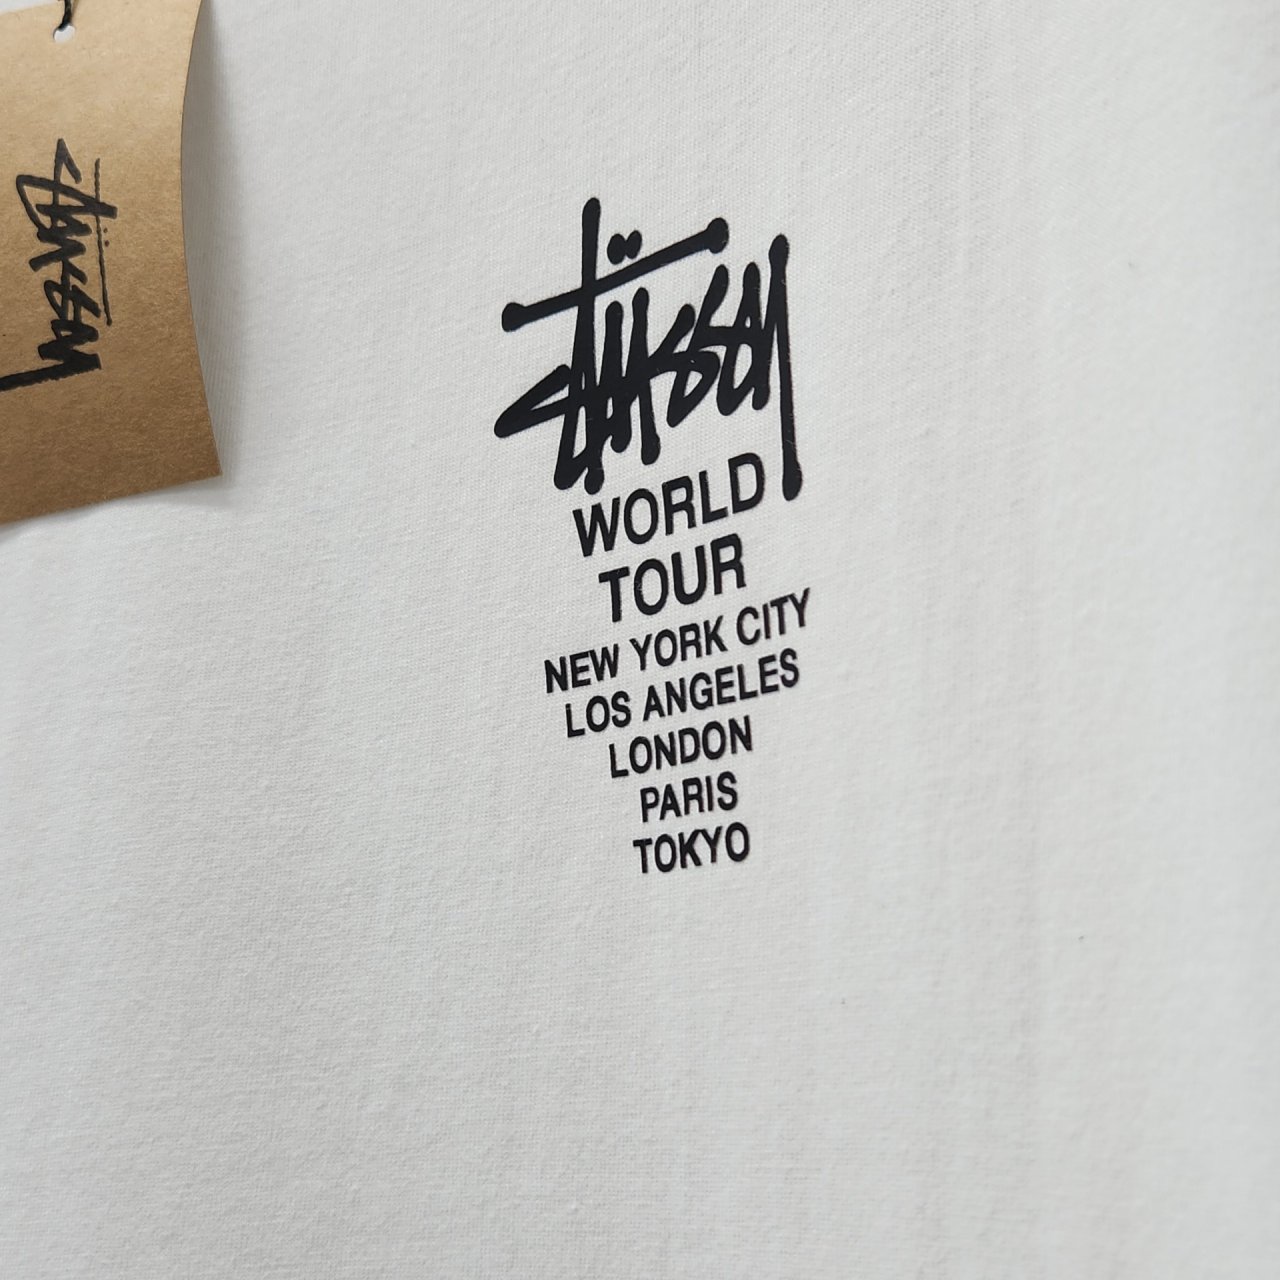 Stüssy
Stüssy
WORLD
TOUR
NEW YORK CITY
LOS ANGELES
LONDON
PARIS
TOKYO